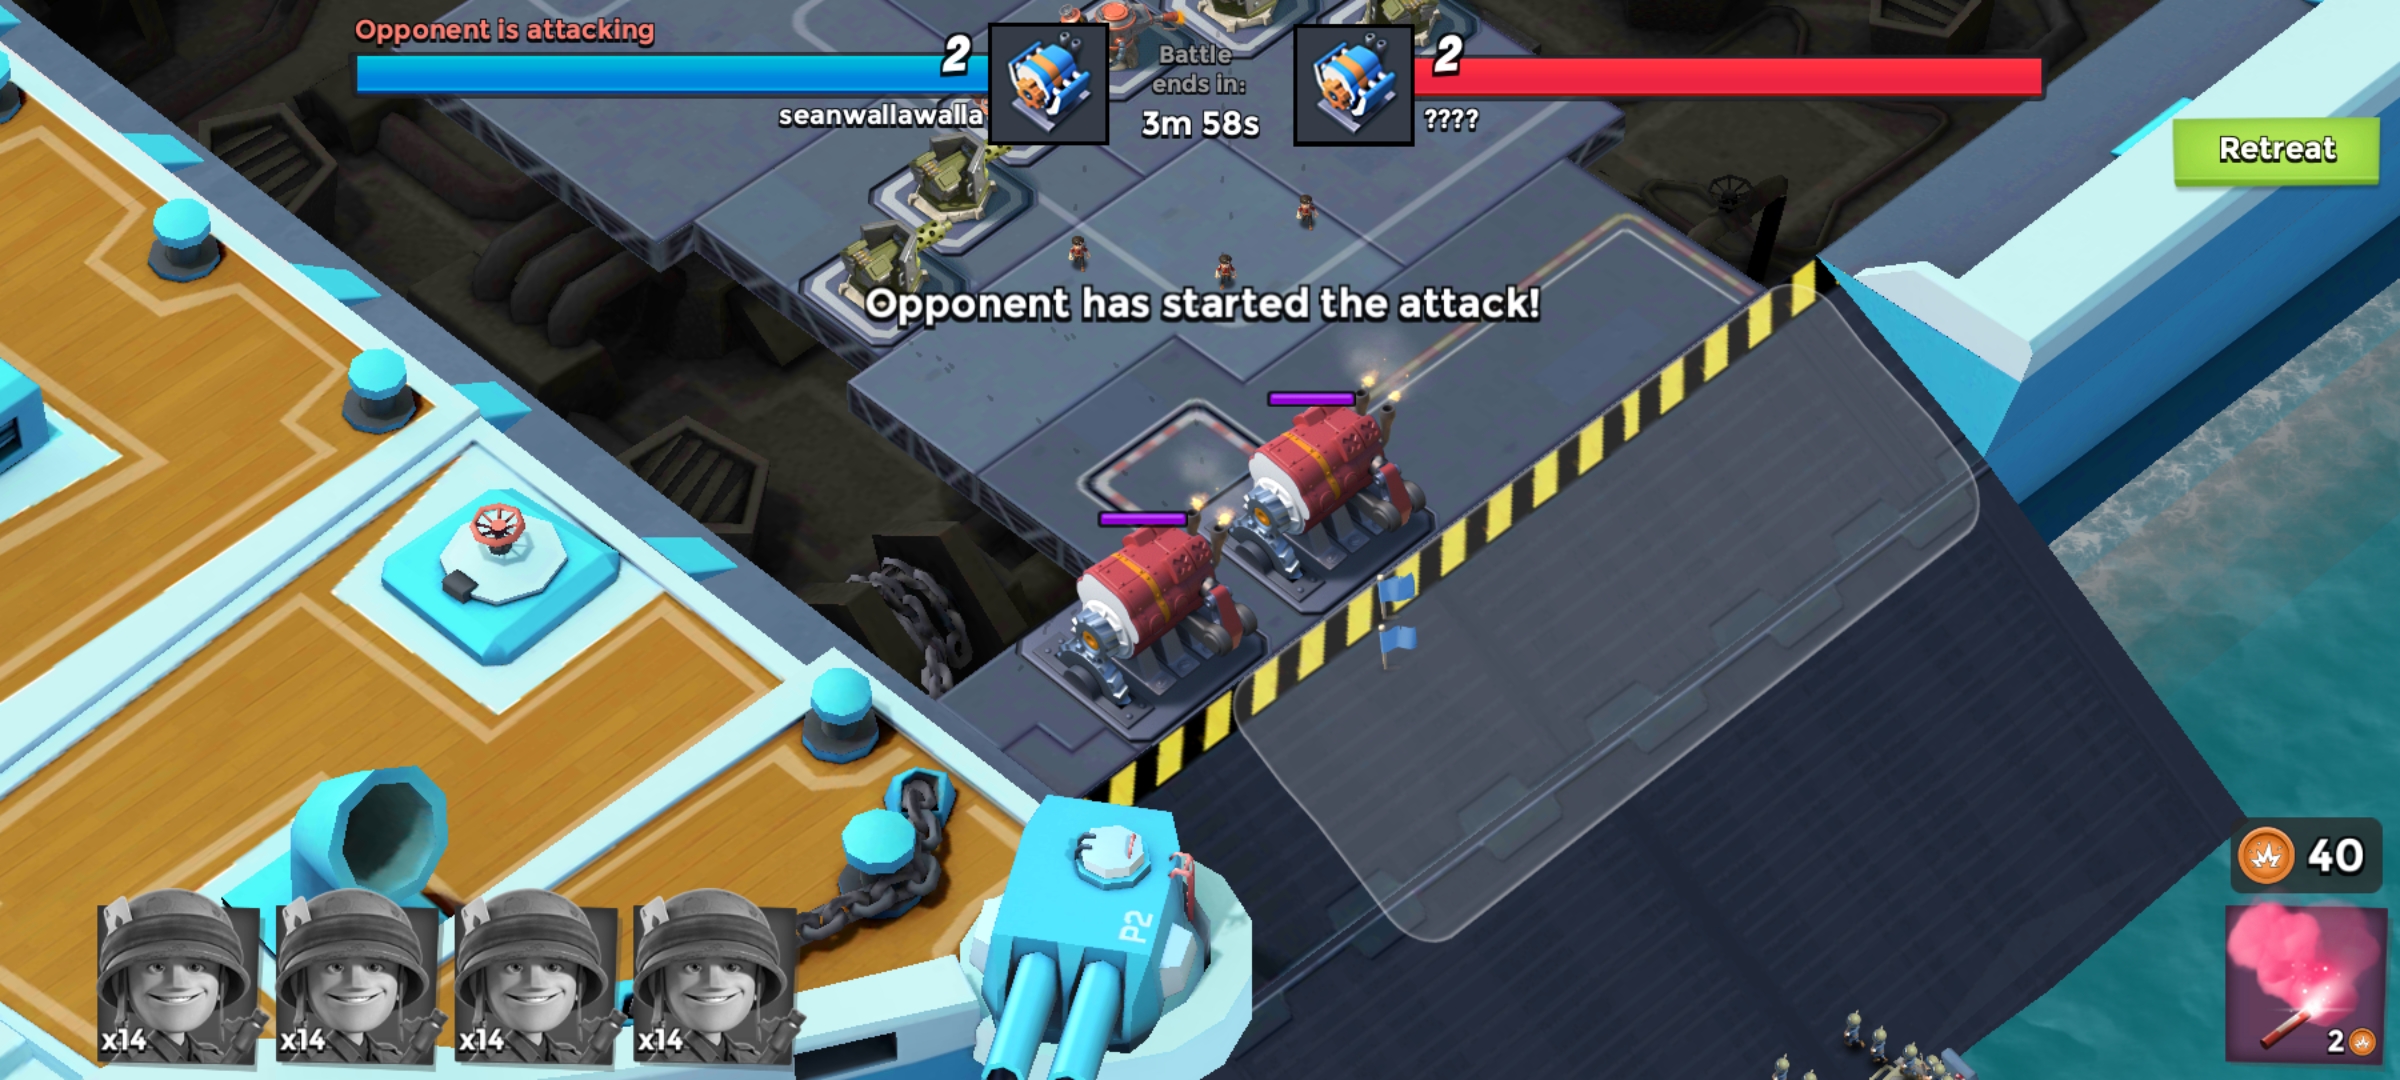 Opponent is attacking
2
Battle
ends in:
2
seanwallawalla
3m 58s
????
Retreat
Opponent has started the attack!
40
P2
x14
x14
x14
x14
2